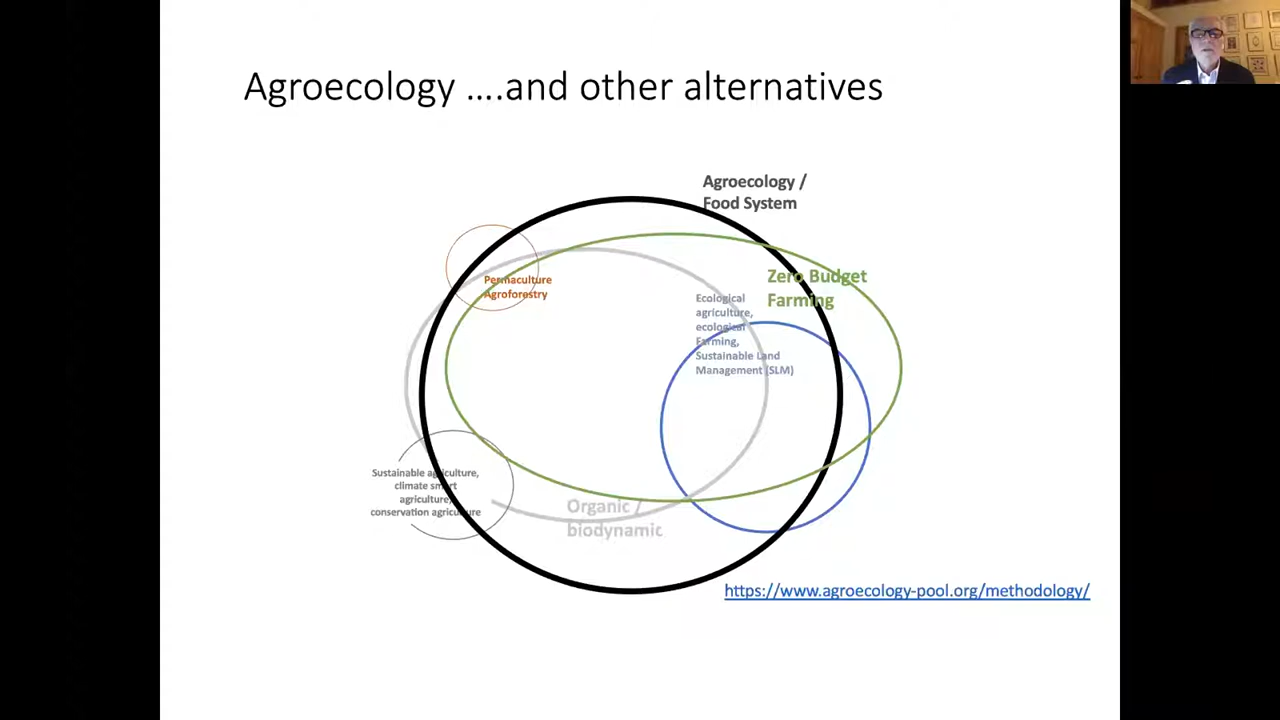 Agroecology ....and other alternatives
Agroecology /
Food System
Zero Budget
Farming
Permaculture
Agroforestry
Ecological
agriculture,
ecological
Farming,
Sustainable Land
Management (SLM)
Sustainable agriculture,
climate smart
agriculture,
conservation agriculture
Organic /
biodynamic
https://www.agroecology-pool.org/methodology/